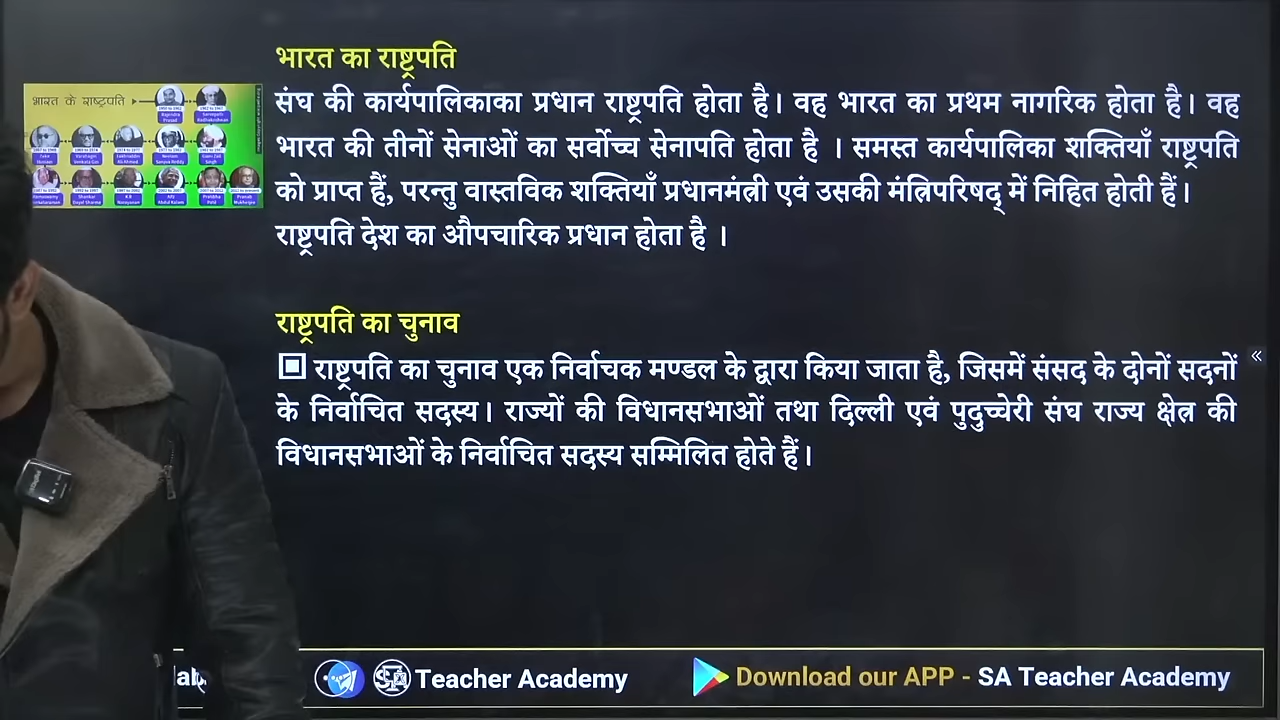 भारत का राष्ट्रपति
संघ की कार्यपालिकाका प्रधान राष्ट्रपति होता है। वह भारत का प्रथम नागरिक होता है। वह
भारत की तीनों सेनाओं का सर्वोच्च सेनापति होता है । समस्त कार्यपालिका शक्तियाँ राष्ट्रपति
को प्राप्त हैं, परन्तु वास्तविक शक्तियाँ प्रधानमंत्री एवं उसकी मंत्रिपरिषद् में निहित होती हैं।
राष्ट्रपति देश का औपचारिक प्रधान होता है ।
भारत के राष्ट्रपति
राष्ट्रपति का चुनाव
राष्ट्रपति का चुनाव एक निर्वाचक मण्डल के द्वारा किया जाता है, जिसमें संसद के दोनों सदनों
के निर्वाचित सदस्य। राज्यों की विधानसभाओं तथा दिल्ली एवं पुदुच्चेरी संघ राज्य क्षेत्र की
विधानसभाओं के निर्वाचित सदस्य सम्मिलित होते हैं।
«
Teacher Academy
Download our APP - SA Teacher Academy